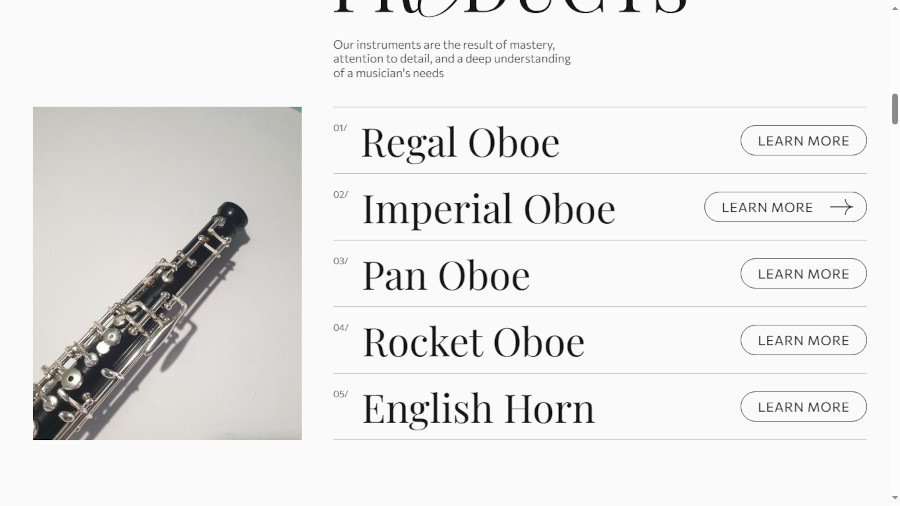 PRODUCTS
Our instruments are the result of mastery,
attention to detail, and a deep understanding
of a musician's needs
01/ Regal Oboe LEARN MORE
02/ Imperial Oboe LEARN MORE
03/ Pan Oboe LEARN MORE
04/ Rocket Oboe LEARN MORE
05/ English Horn LEARN MORE